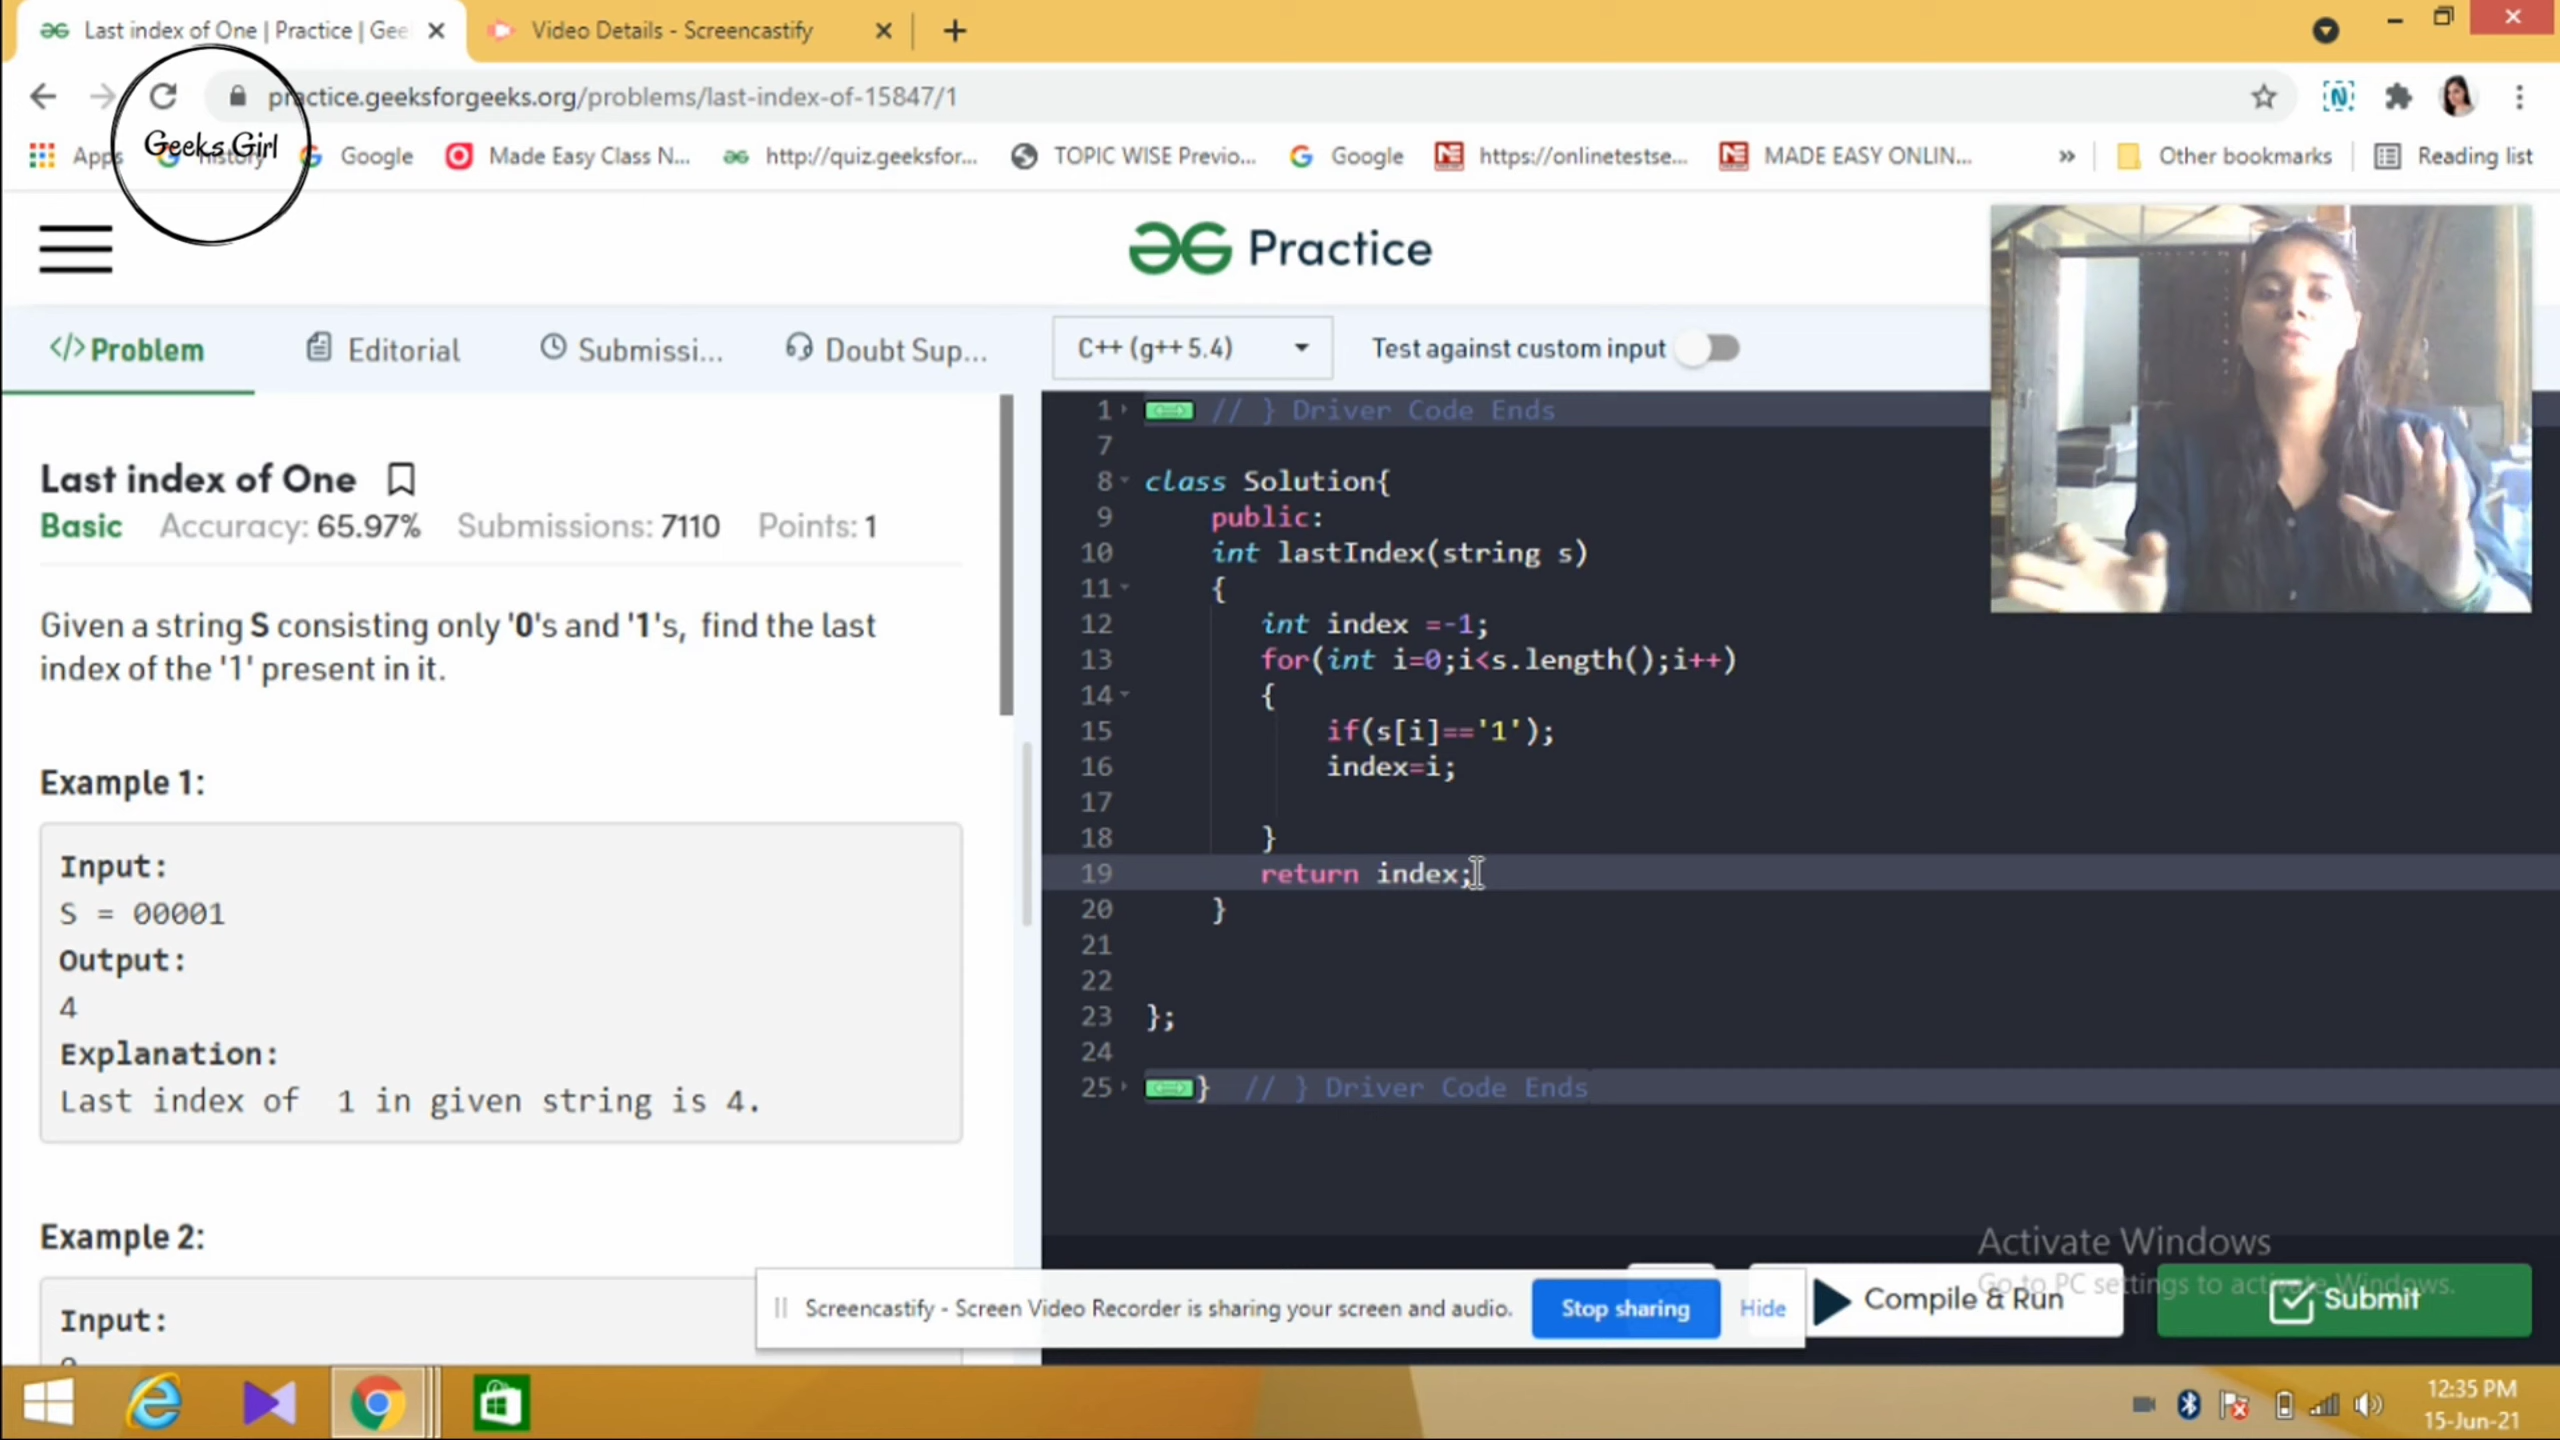 Last index of One | Practice | Gee
Video Details - Screencastify
practice.geeksforgeeks.org/problems/last-index-of-15847/1
Geeks Girl
Apps
History
Google
Made Easy Class N...
http://quiz.geeksfor...
TOPIC WISE Previo...
Google
https://onlinetestse...
MADE EASY ONLIN...
»
Other bookmarks
Reading list
Practice
</> Problem
Editorial
Submissi...
Doubt Sup...
C++ (g++ 5.4)
Test against custom input
Last index of One
Basic Accuracy: 65.97% Submissions: 7110 Points: 1
Given a string S consisting only '0's and '1's, find the last
index of the '1' present in it.
Example 1:
Input:
S = 00001
Output:
4
Explanation:
Last index of 1 in given string is 4.
Example 2:
Input:
1 // } Driver Code Ends
7
8 class Solution{
9 public:
10 int lastIndex(string s)
11 {
12 int index =-1;
13 for(int i=0;i<s.length();i++)
14 {
15 if(s[i]=='1');
16 index=i;
17
18 }
19 return index;
20 }
21
22
23 };
24
25 } // } Driver Code Ends
Activate Windows
Go to PC settings to activate Windows.
Screencastify - Screen Video Recorder is sharing your screen and audio.
Stop sharing
Hide
Compile & Run
Submit
12:35 PM
15-Jun-21